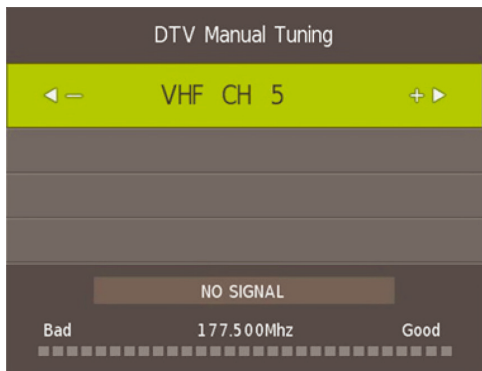 DTV Manual Tuning
VHF CH 5
NO SIGNAL
Bad 177.500Mhz Good